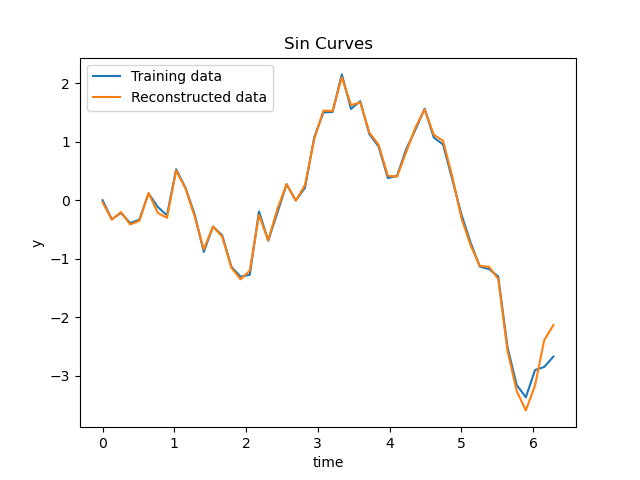 Sin Curves
Training data
Reconstructed data
y
2
1
0
−1
−2
−3
0 1 2 3 4 5 6
time